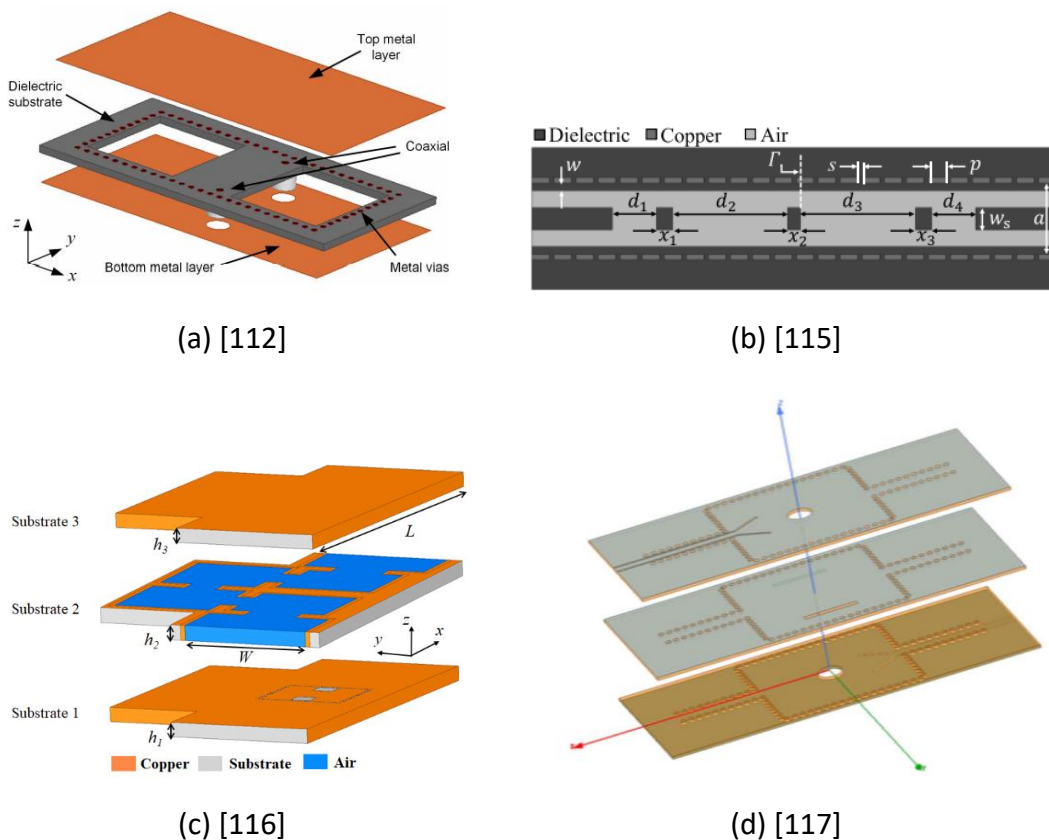 Top metal layer
Dielectric substrate
Coaxial
Bottom metal layer
Metal vias
z
y
x
(a) [112]
Dielectric Copper Air
w
Γ
s
p
d₁
d₂
d₃
d₄
wₛ
a
x₁
x₂
x₃
(b) [115]
Substrate 3
h₃
L
Substrate 2
h₂
W
z
y
x
Substrate 1
h₁
Copper Substrate Air
(c) [116]
z
(d) [117]